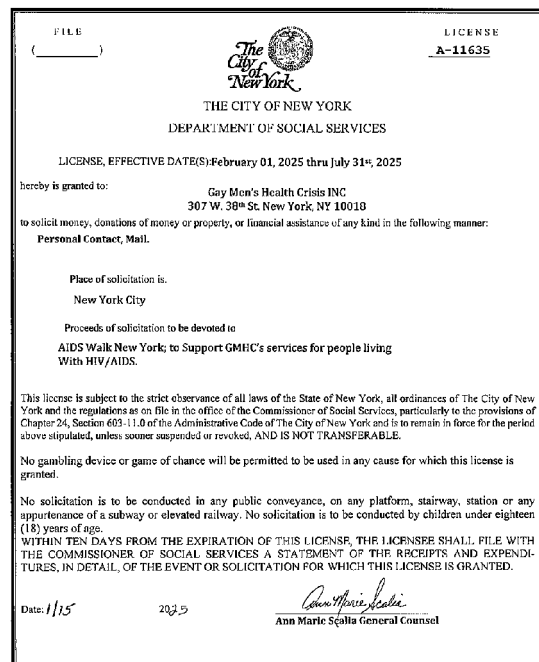 FILE
(________)
LICENSE
A-11635
The
City
of
New York
THE CITY OF NEW YORK
DEPARTMENT OF SOCIAL SERVICES
LICENSE, EFFECTIVE DATE(S):February 01, 2025 thru July 31st, 2025
hereby is granted to:
Gay Men's Health Crisis INC
307 W. 38th St. New York, NY 10018
to solicit money, donations of money or property, or financial assistance of any kind in the following manner:
Personal Contact, Mail.
Place of solicitation is.
New York City
Proceeds of solicitation to be devoted to
AIDS Walk New York; to Support GMHC's services for people living
With HIV/AIDS.
This license is subject to the strict observance of all laws of the State of New York, all ordinances of The City of New
York and the regulations as on file in the office of the Commissioner of Social Services, particularly to the provisions of
Chapter 24, Section 603-11.0 of the Administrative Code of The City of New York and is to remain in force for the period
above stipulated, unless sooner suspended or revoked, AND IS NOT TRANSFERABLE.
No gambling device or game of chance will be permitted to be used in any cause for which this license is
granted.
No solicitation is to be conducted in any public conveyance, on any platform, stairway, station or any
appurtenance of a subway or elevated railway. No solicitation is to be conducted by children under eighteen
(18) years of age.
WITHIN TEN DAYS FROM THE EXPIRATION OF THIS LICENSE, THE LICENSEE SHALL FILE WITH
THE COMMISSIONER OF SOCIAL SERVICES A STATEMENT OF THE RECEIPTS AND EXPENDI-
TURES, IN DETAIL, OF THE EVENT OR SOLICITATION FOR WHICH THIS LICENSE IS GRANTED.
Date: 1/15 2025
Ann Marie Scalia
Ann Marie Scalia General Counsel